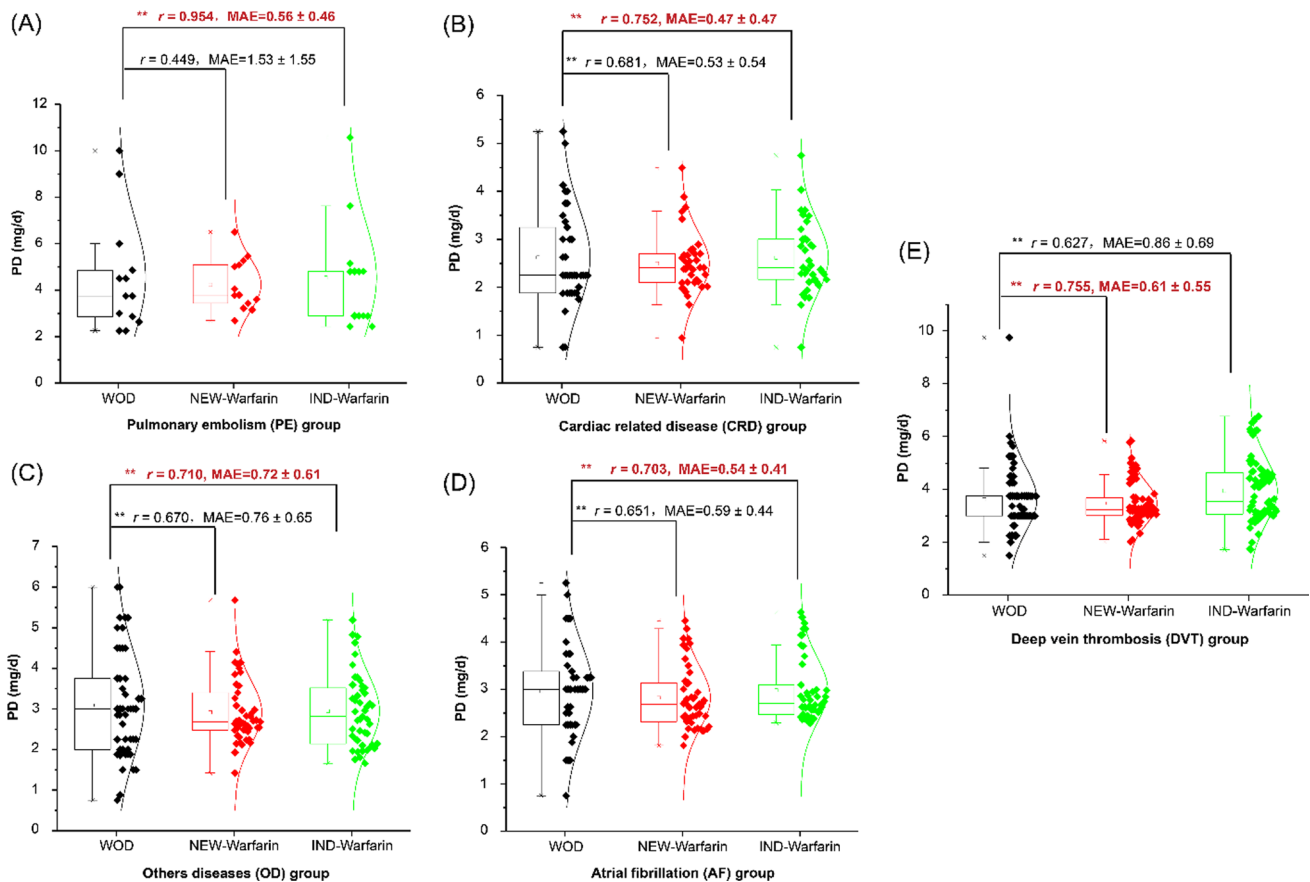 (A)
** r = 0.954, MAE=0.56 ± 0.46
r = 0.449, MAE=1.53 ± 1.55
12
10
8
6
4
2
0
PD (mg/d)
WOD NEW-Warfarin IND-Warfarin
Pulmonary embolism (PE) group
(B)
** r = 0.752, MAE=0.47 ± 0.47
** r = 0.681, MAE=0.53 ± 0.54
6
5
4
3
2
1
0
PD (mg/d)
WOD NEW-Warfarin IND-Warfarin
Cardiac related disease (CRD) group
(C)
** r = 0.710, MAE=0.72 ± 0.61
** r = 0.670, MAE=0.76 ± 0.65
7
6
5
4
3
2
1
0
PD (mg/d)
WOD NEW-Warfarin IND-Warfarin
Others diseases (OD) group
(D)
** r = 0.703, MAE=0.54 ± 0.41
** r = 0.651, MAE=0.59 ± 0.44
6
5
4
3
2
1
0
PD (mg/d)
WOD NEW-Warfarin IND-Warfarin
Atrial fibrillation (AF) group
(E)
** r = 0.627, MAE=0.86 ± 0.69
** r = 0.755, MAE=0.61 ± 0.55
10
8
6
4
2
0
PD (mg/d)
WOD NEW-Warfarin IND-Warfarin
Deep vein thrombosis (DVT) group